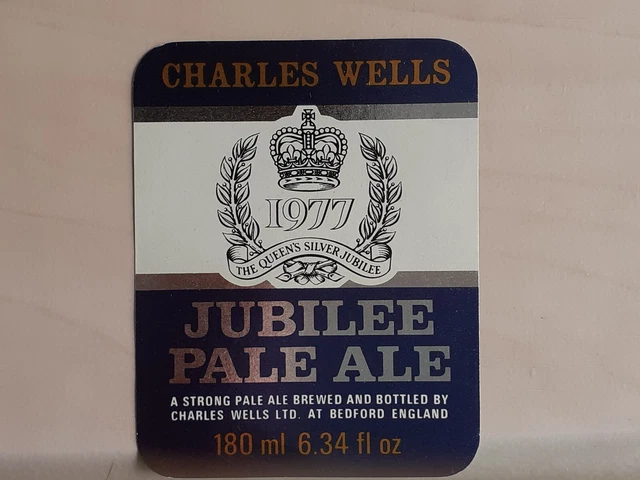 CHARLES WELLS
1977
THE QUEEN'S SILVER JUBILEE
JUBILEE
PALE ALE
A STRONG PALE ALE BREWED AND BOTTLED BY
CHARLES WELLS LTD. AT BEDFORD ENGLAND
180 ml 6.34 fl oz